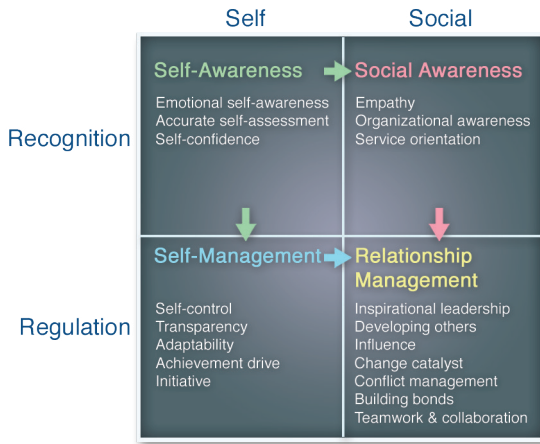 Self
Social
Recognition
Self-Awareness
Emotional self-awareness
Accurate self-assessment
Self-confidence
Social Awareness
Empathy
Organizational awareness
Service orientation
Regulation
Self-Management
Self-control
Transparency
Adaptability
Achievement drive
Initiative
Relationship
Management
Inspirational leadership
Developing others
Influence
Change catalyst
Conflict management
Building bonds
Teamwork & collaboration